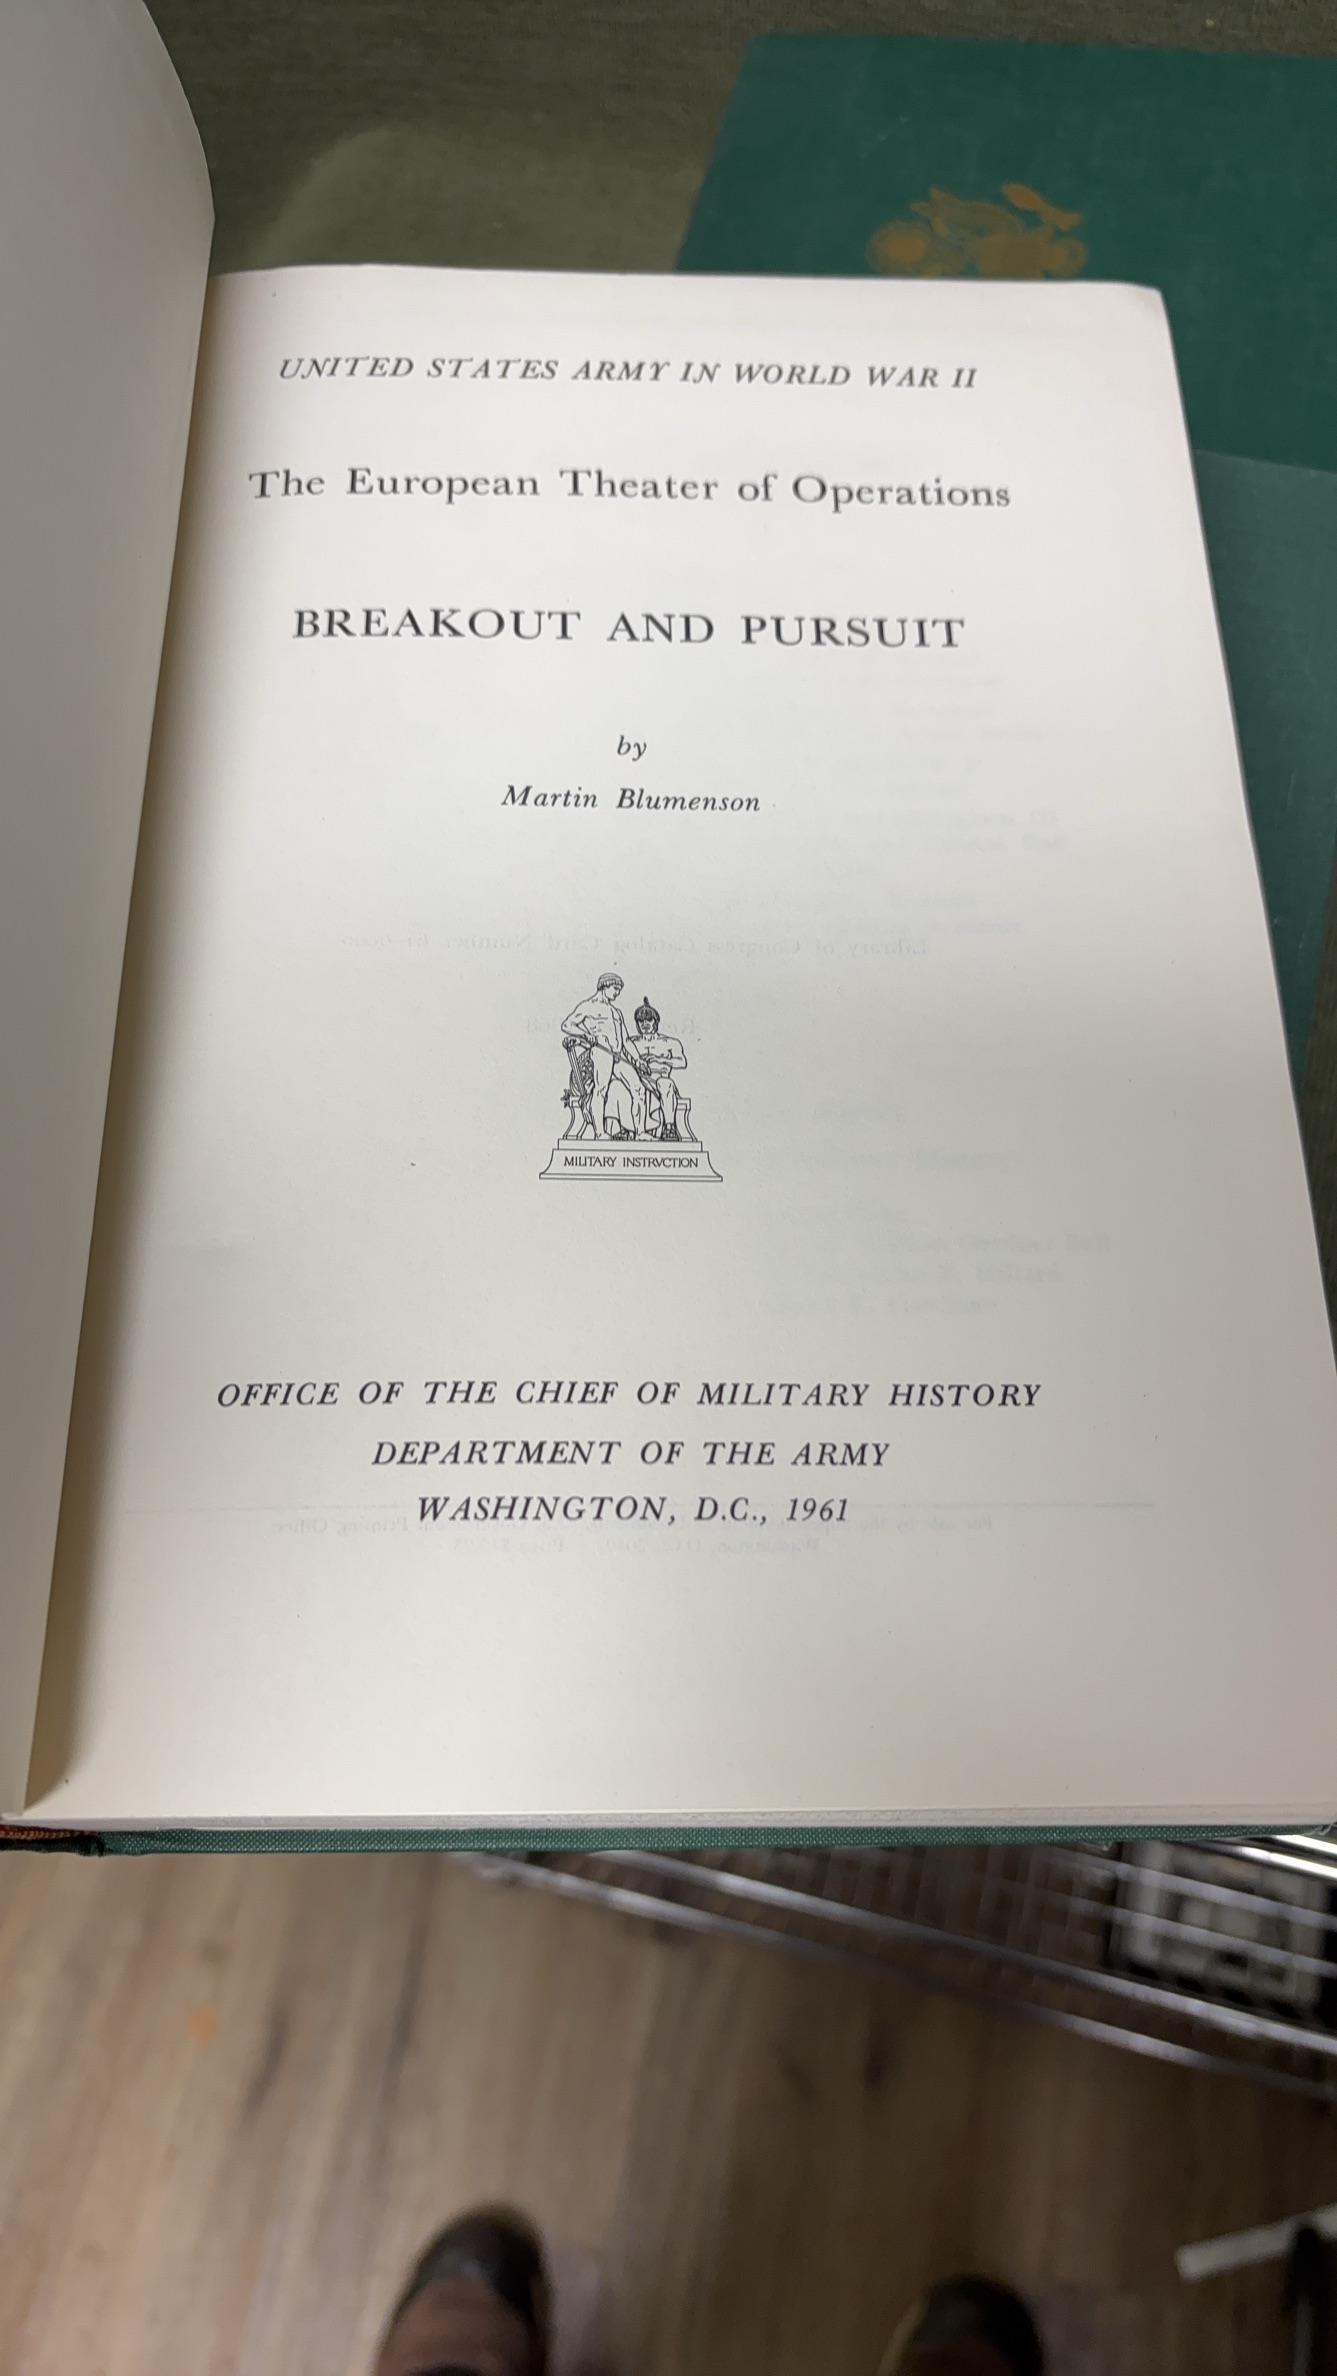 UNITED STATES ARMY IN WORLD WAR II
The European Theater of Operations
BREAKOUT AND PURSUIT
by
Martin Blumenson
MILITARY INSTRVCTION
OFFICE OF THE CHIEF OF MILITARY HISTORY
DEPARTMENT OF THE ARMY
WASHINGTON, D.C., 1961